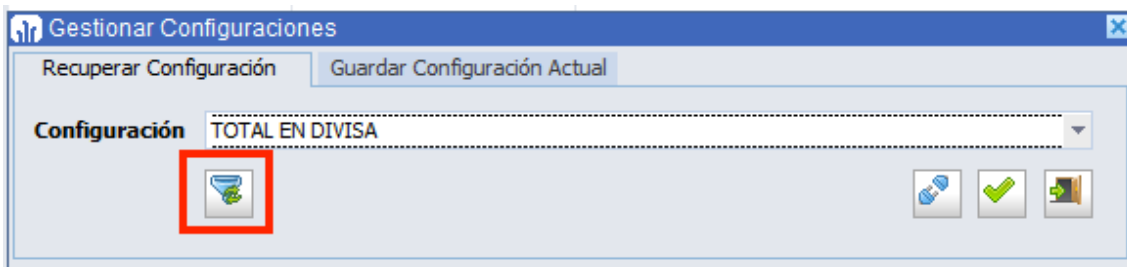 Gestionar Configuraciones
Recuperar Configuración Guardar Configuración Actual
Configuración TOTAL EN DIVISA